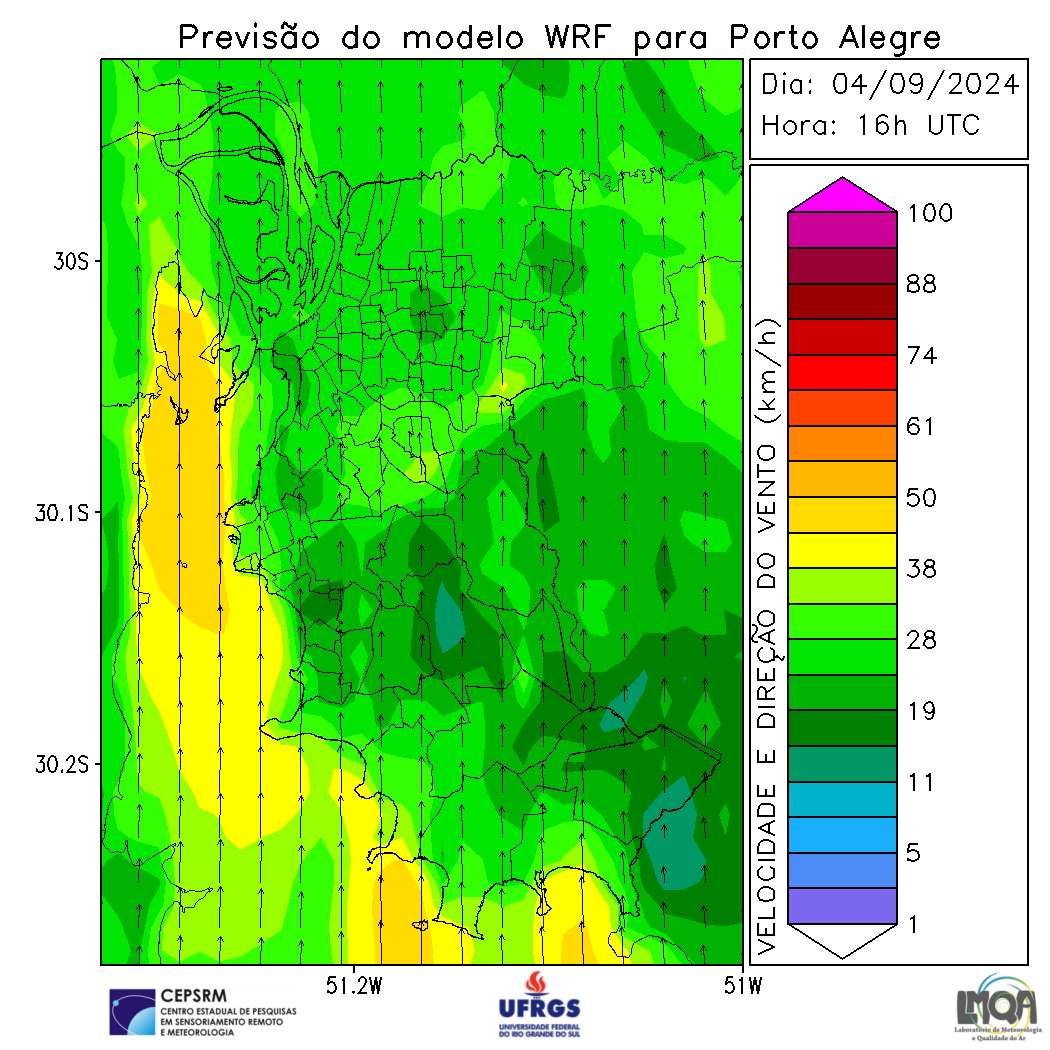 Previsão do modelo WRF para Porto Alegre
Dia: 04/09/2024
Hora: 16h UTC
30S
30.1S
30.2S
51.2W
51W
VELOCIDADE E DIREÇÃO DO VENTO (km/h)
100
88
74
61
50
38
28
19
11
5
1
CEPSRM
CENTRO ESTADUAL DE PESQUISAS
EM SENSORIAMENTO REMOTO
E METEOROLOGIA
UFRGS
UNIVERSIDADE FEDERAL
DO RIO GRANDE DO SUL
LMQA
Laboratório de Meteorologia
e Qualidade do Ar